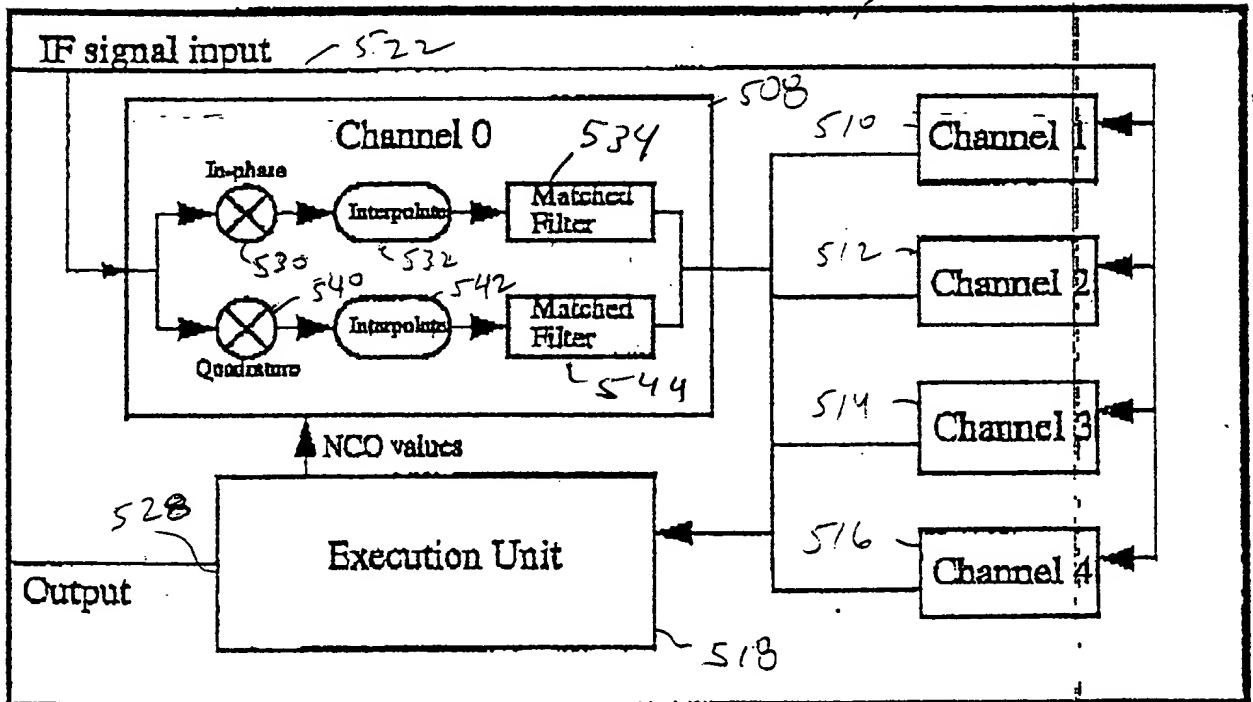 IF signal input
522
508
Channel 0
534
In-phase
Interpolate
Matched
Filter
530
532
540
542
Interpolate
Matched
Filter
Quadrature
544
NCO values
528
Execution Unit
Output
518
510
Channel 1
512
Channel 2
514
Channel 3
516
Channel 4